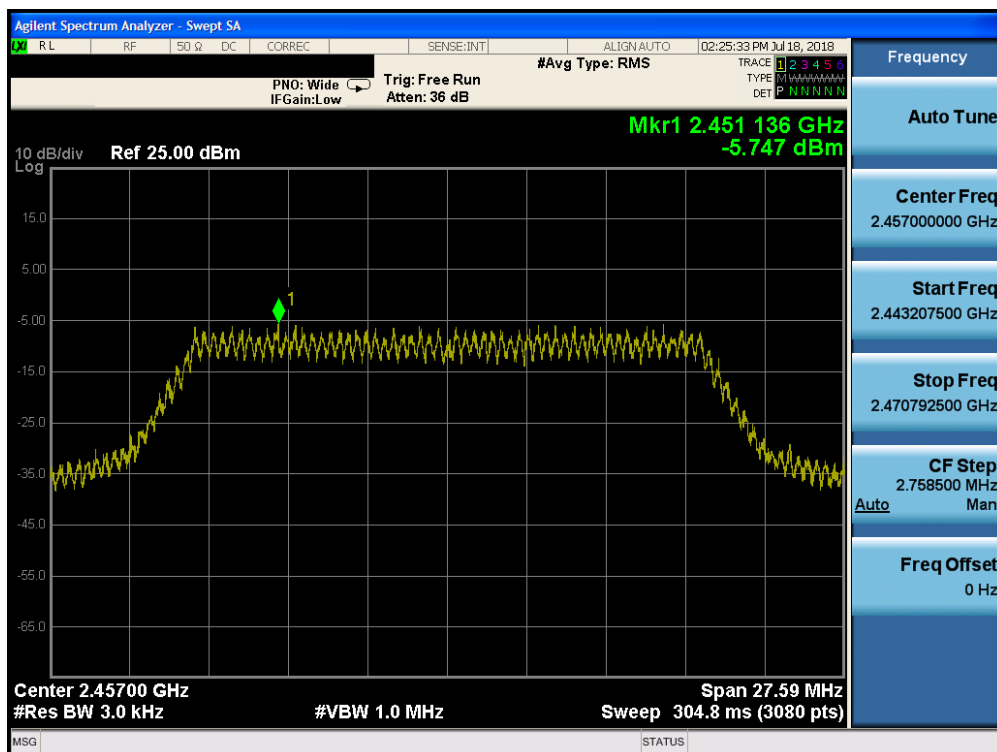 Agilent Spectrum Analyzer - Swept SA
LXI RL RF 50 Ω DC CORREC SENSE:INT ALIGN AUTO 02:25:33 PM Jul 18, 2018
#Avg Type: RMS TRACE 1 2 3 4 5 6
PNO: Wide Trig: Free Run TYPE M WWWWW
IFGain:Low Atten: 36 dB DET P N N N N N
Mkr1 2.451 136 GHz
-5.747 dBm
10 dB/div Ref 25.00 dBm
Log
15.0
5.00
1
-5.00
-15.0
-25.0
-35.0
-45.0
-55.0
-65.0
Center 2.45700 GHz Span 27.59 MHz
#Res BW 3.0 kHz #VBW 1.0 MHz Sweep 304.8 ms (3080 pts)
MSG STATUS
Frequency
Auto Tune
Center Freq
2.457000000 GHz
Start Freq
2.443207500 GHz
Stop Freq
2.470792500 GHz
CF Step
2.758500 MHz
Auto Man
Freq Offset
0 Hz